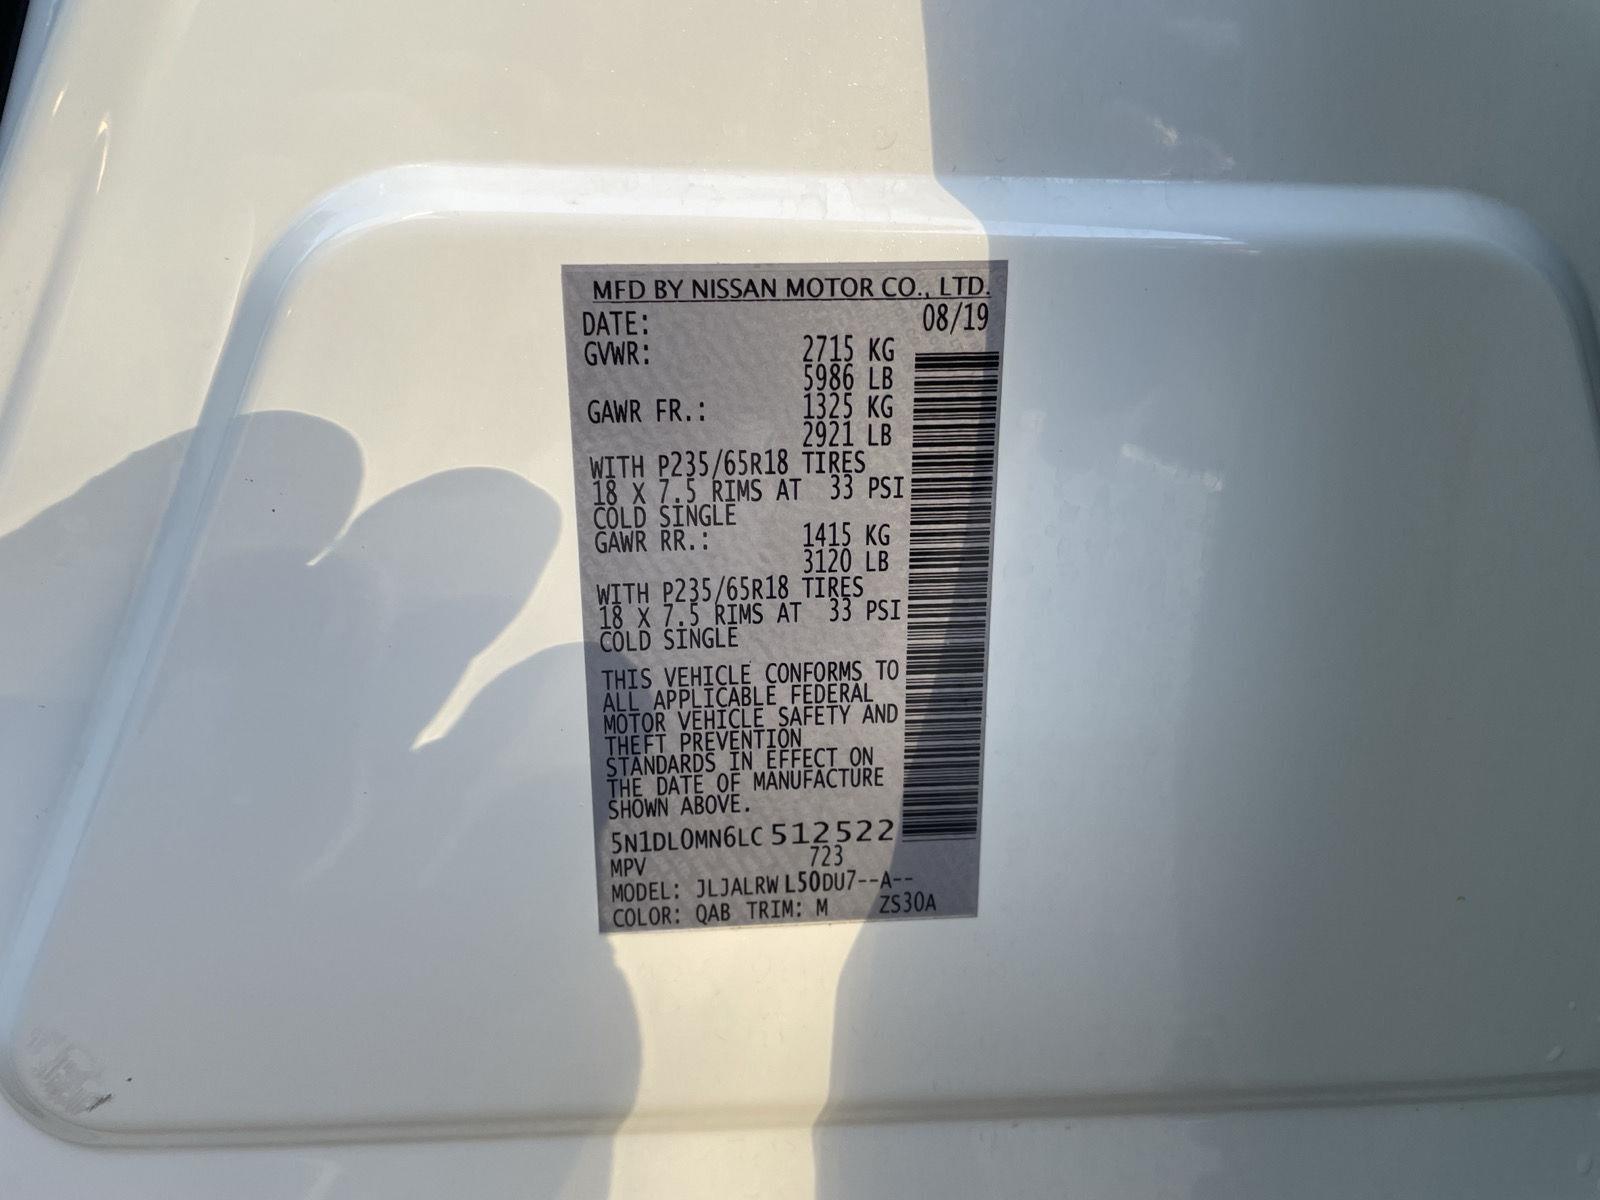 MFD BY NISSAN MOTOR CO., LTD.
DATE: 08/19
GVWR: 2715 KG
5986 LB
GAWR FR.: 1325 KG
2921 LB
WITH P235/65R18 TIRES
18 X 7.5 RIMS AT 33 PSI
COLD SINGLE
GAWR RR.: 1415 KG
3120 LB
WITH P235/65R18 TIRES
18 X 7.5 RIMS AT 33 PSI
COLD SINGLE
THIS VEHICLE CONFORMS TO
ALL APPLICABLE FEDERAL
MOTOR VEHICLE SAFETY AND
THEFT PREVENTION
STANDARDS IN EFFECT ON
THE DATE OF MANUFACTURE
SHOWN ABOVE.
5N1DL0MN6LC 512522
MPV 723
MODEL: JLJALRW L50DU7--A--
COLOR: QAB TRIM: M ZS30A